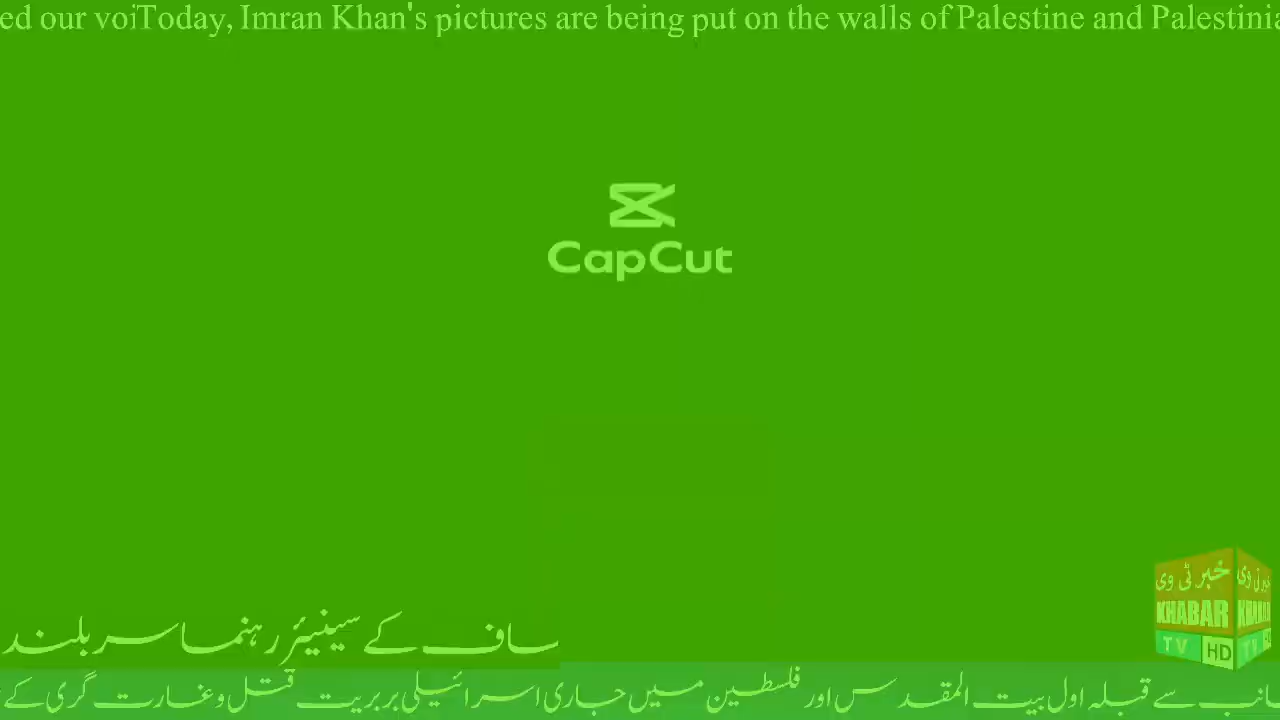 ed our voiToday, Imran Khan's pictures are being put on the walls of Palestine and Palestinia
CapCut
خبر ٹی وی
KHABAR
TV HD
ساف کے سینیئر رہنما سر بلند
سے قبلہ اول بیت المقدس اور فلسطین میں جاری اسرائیلی بربریت قتل و غارت گری کے